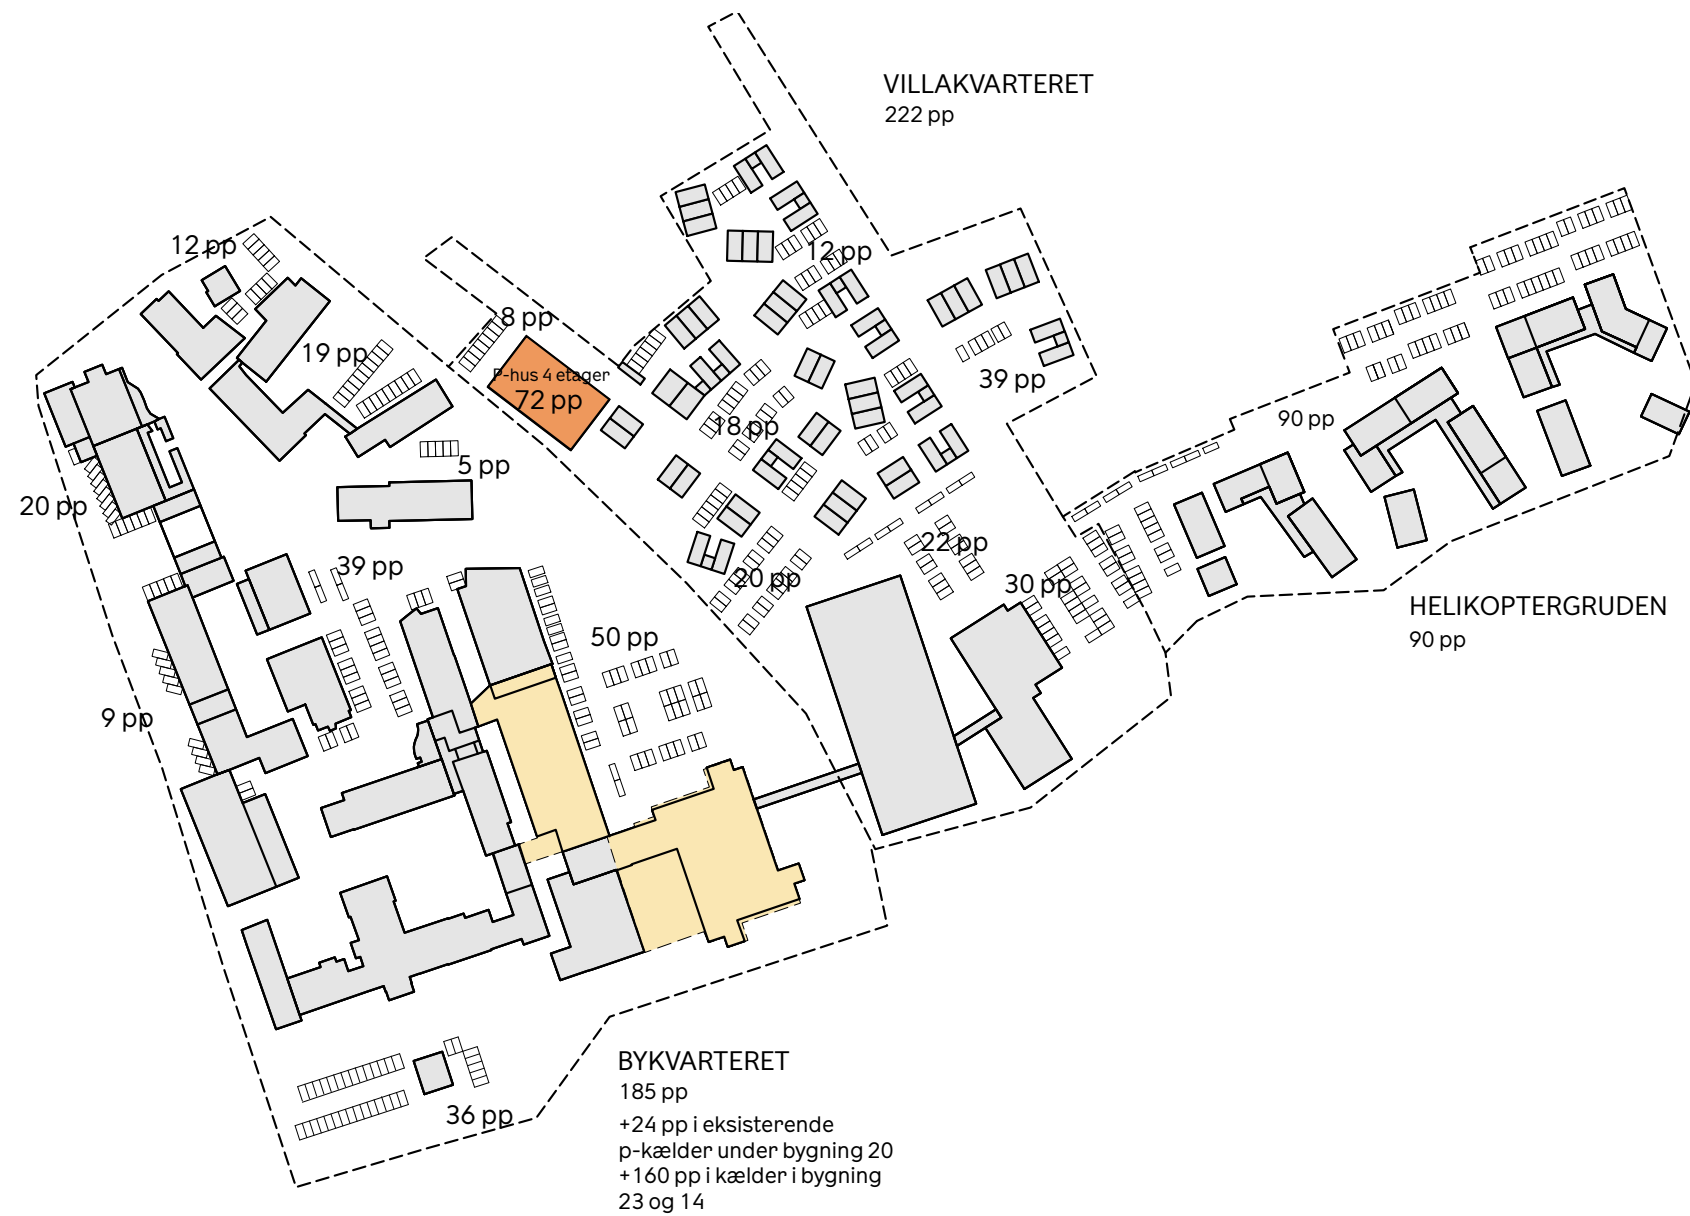 VILLAKVARTERET
222 pp
12 pp
12 pp
8 pp
19 pp
P-hus 4 etager
72 pp
39 pp
18 pp
90 pp
5 pp
20 pp
22 pp
39 pp
20 pp
30 pp
HELIKOPTERGRUDEN
90 pp
50 pp
9 pp
BYKVARTERET
185 pp
36 pp
+24 pp i eksisterende
p-kælder under bygning 20
+160 pp i kælder i bygning
23 og 14